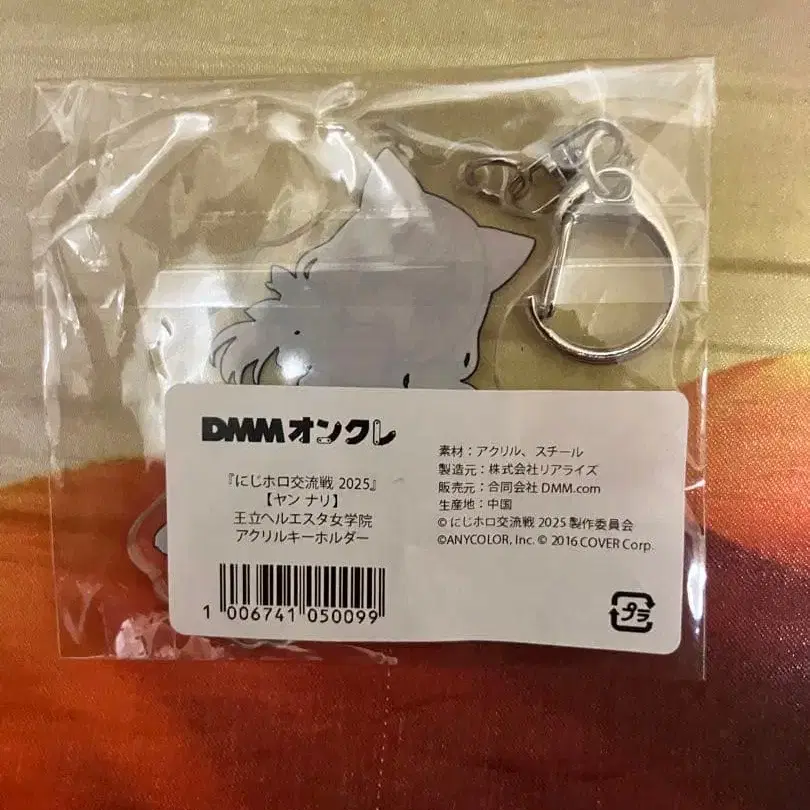 DMMオンクレ
『にじホロ交流戦 2025』
【ヤン ナリ】
王立ヘルエスタ女学院
アクリルキーホルダー
1 006741 050099
素材：アクリル、スチール
製造元：株式会社リアライズ
販売元：合同会社 DMM.com
生産地：中国
© にじホロ交流戦 2025 製作委員会
©ANYCOLOR, Inc. © 2016 COVER Corp.
プラ